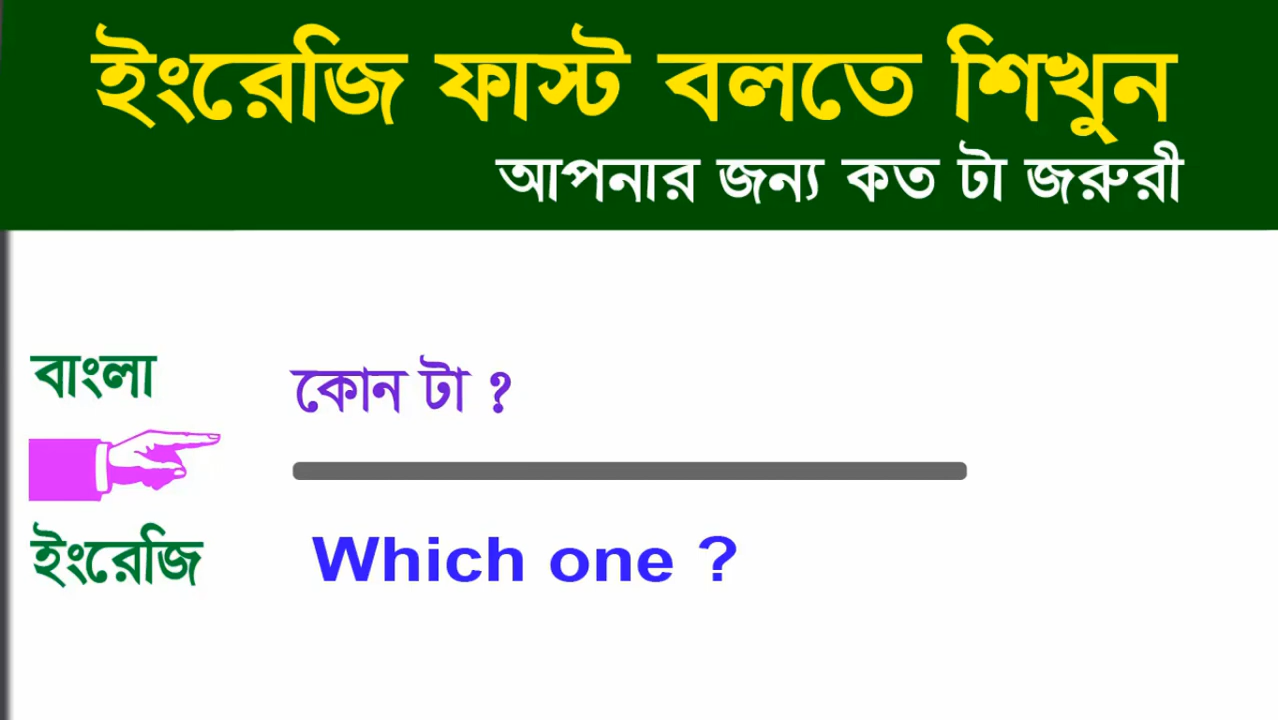 ইংরেজি ফাস্ট বলতে শিখুন
আপনার জন্য কত টা জরুরী
বাংলা
কোন টা ?
ইংরেজি
Which one ?